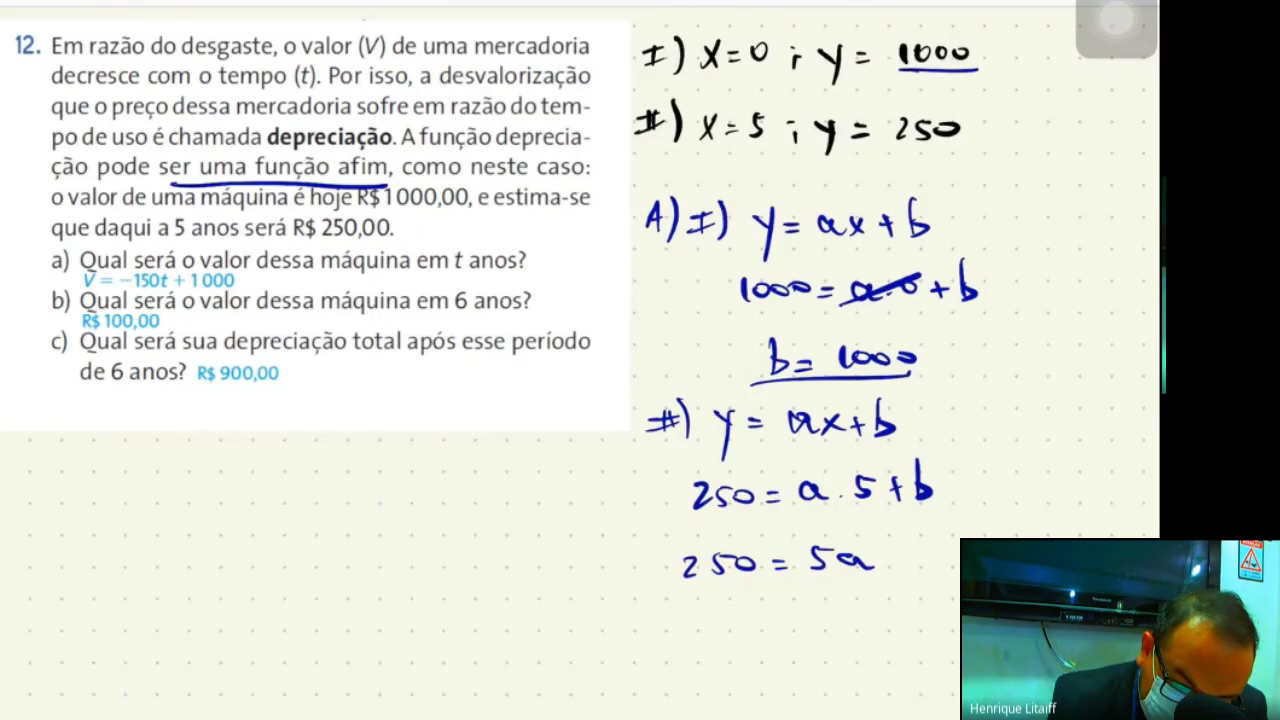 12. Em razão do desgaste, o valor (V) de uma mercadoria
decresce com o tempo (t). Por isso, a desvalorização
que o preço dessa mercadoria sofre em razão do tem-
po de uso é chamada depreciação. A função deprecia-
ção pode ser uma função afim, como neste caso:
o valor de uma máquina é hoje R$ 1 000,00, e estima-se
que daqui a 5 anos será R$ 250,00.
a) Qual será o valor dessa máquina em t anos?
V = −150t + 1 000
b) Qual será o valor dessa máquina em 6 anos?
R$ 100,00
c) Qual será sua depreciação total após esse período
de 6 anos? R$ 900,00
I) x = 0 ; y = 1000
II) x = 5 ; y = 250
A) I) y = ax + b
1000 = a.0 + b
b = 1000
II) y = ax + b
250 = a . 5 + b
250 = 5a
Henrique Litaiff